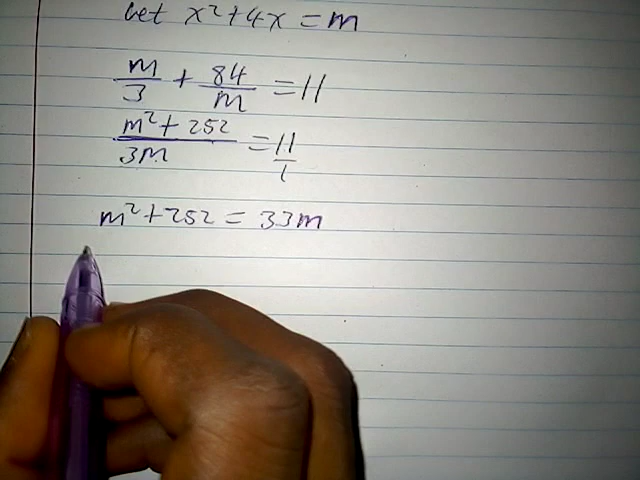 Let x²+4x = m
m/3 + 84/m = 11
m²+252/3m = 11/1
m²+252 = 33m